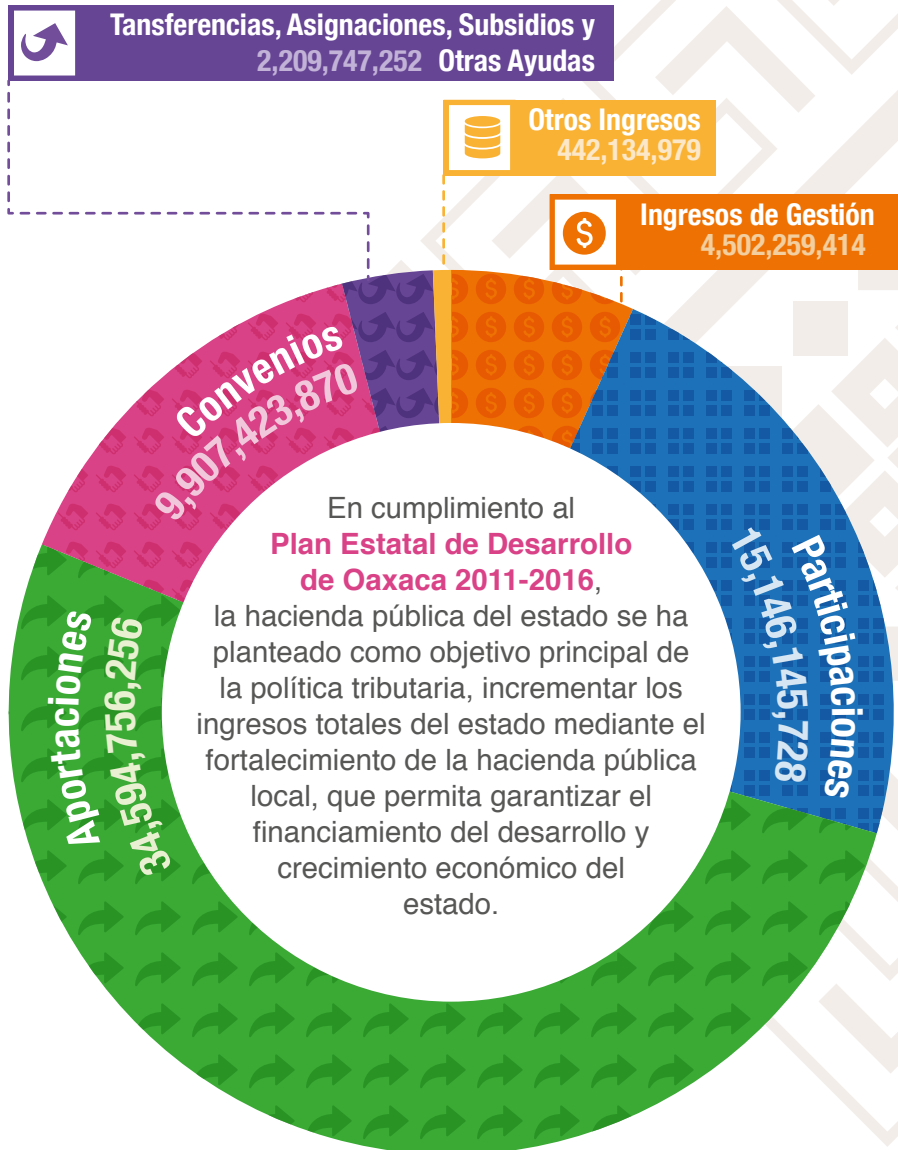 Tansferencias, Asignaciones, Subsidios y
2,209,747,252 Otras Ayudas
Otros Ingresos
442,134,979
Ingresos de Gestión
4,502,259,414
Convenios
9,907,423,870
Participaciones
15,146,145,728
Aportaciones
34,594,756,256
En cumplimiento al
Plan Estatal de Desarrollo
de Oaxaca 2011-2016,
la hacienda pública del estado se ha
planteado como objetivo principal de
la política tributaria, incrementar los
ingresos totales del estado mediante el
fortalecimiento de la hacienda pública
local, que permita garantizar el
financiamiento del desarrollo y
crecimiento económico del
estado.